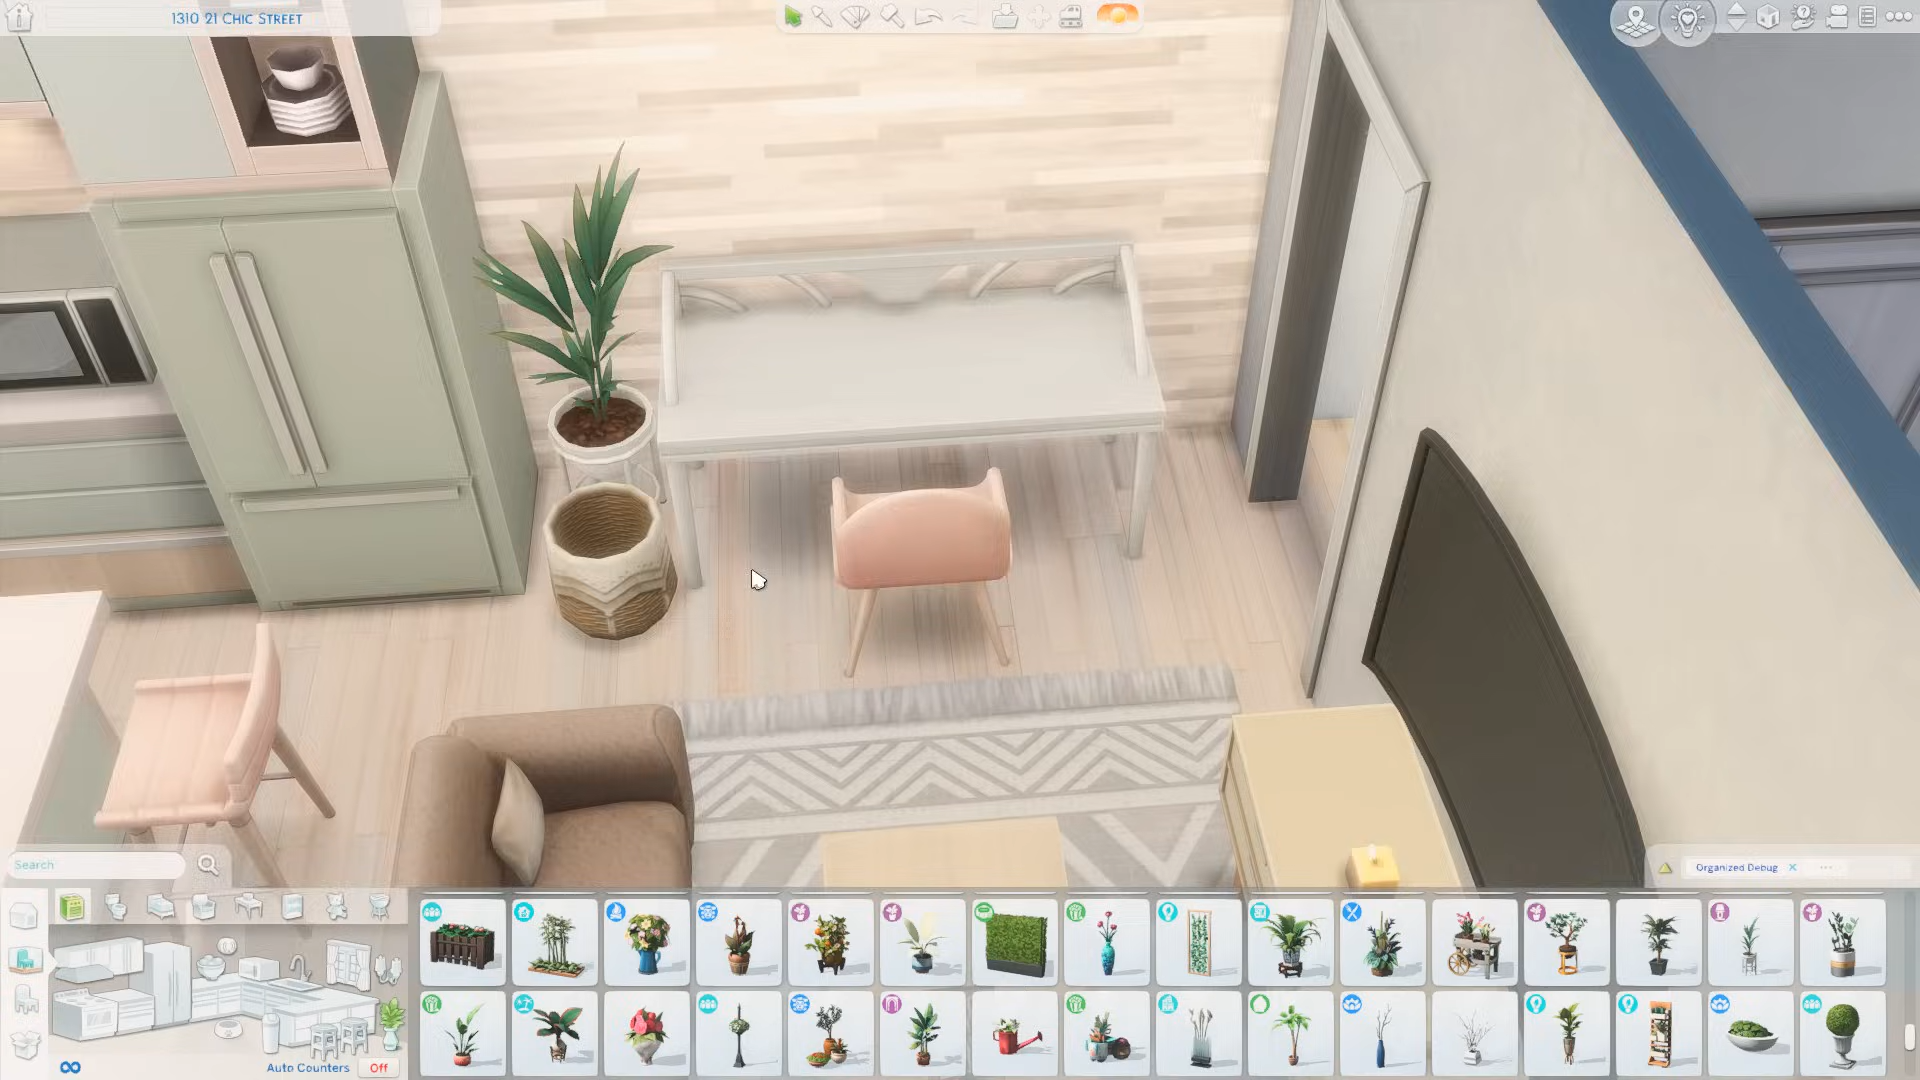 1310 21 CHIC STREET
Search
Organized Debug
Auto Counters Off